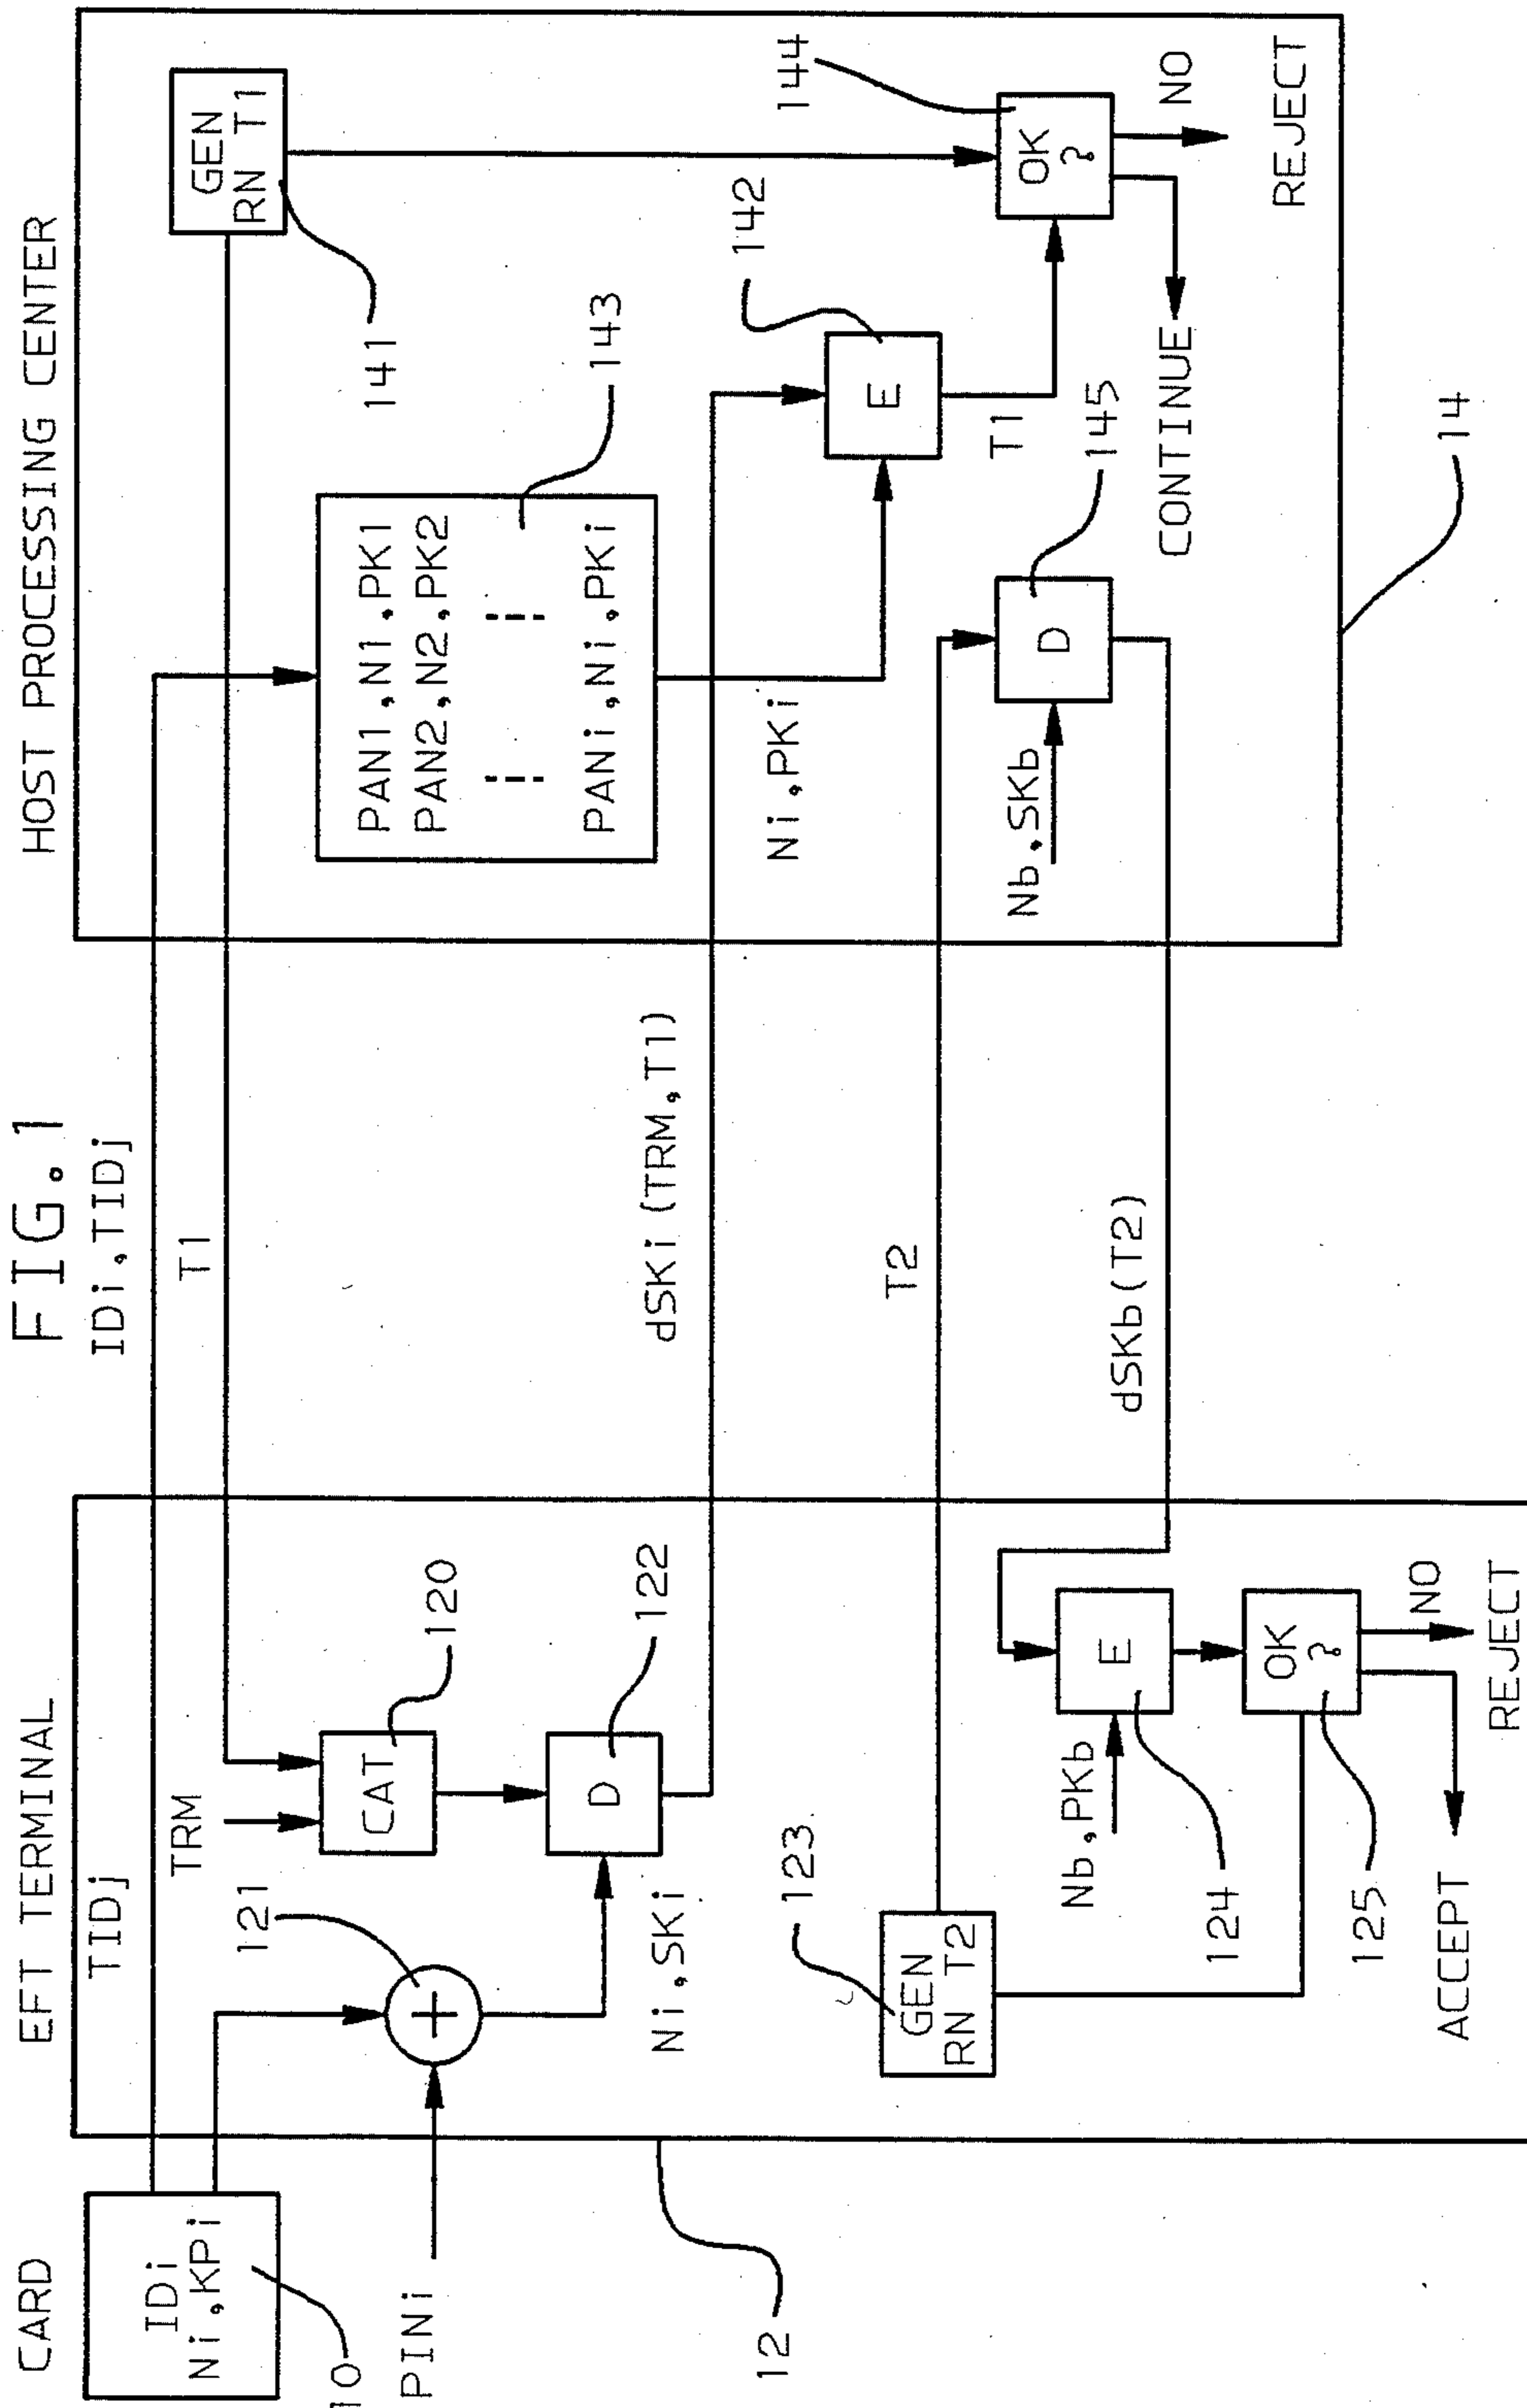 FIG. 1
CARD
EFT TERMINAL
HOST PROCESSING CENTER
IDi
Ni,KPi
10
PINi
12
TIDj
IDi,TIDj
T1
TRM
121
CAT
120
D
122
Ni,SKi
dSKi(TRM,T1)
GEN
RN T2
123
T2
Nb,PKb
E
124
dSKb(T2)
OK
?
125
NO
REJECT
ACCEPT
GEN
RN T1
141
PAN1,N1,PK1
PAN2,N2,PK2
PANi,Ni,PKi
143
Ni,PKi
E
142
T1
OK
?
144
NO
REJECT
CONTINUE
Nb,SKb
D
145
14